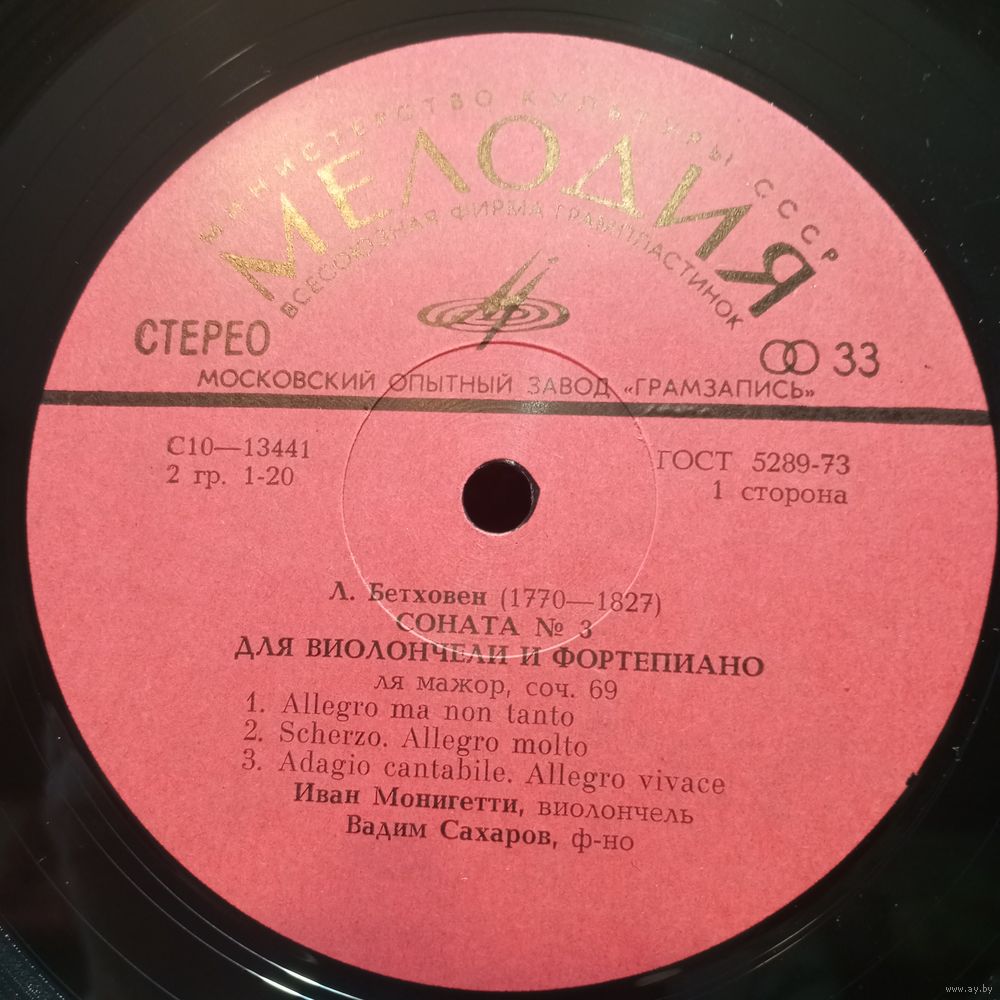 МИНИСТЕРСТВО КУЛЬТУРЫ СССР
МЕЛОДИЯ
ВСЕСОЮЗНАЯ ФИРМА ГРАМПЛАСТИНОК
СТЕРЕО
33
МОСКОВСКИЙ ОПЫТНЫЙ ЗАВОД «ГРАМЗАПИСЬ»
С10—13441
ГОСТ 5289-73
2 гр. 1-20
1 сторона
Л. Бетховен (1770—1827)
СОНАТА № 3
ДЛЯ ВИОЛОНЧЕЛИ И ФОРТЕПИАНО
ля мажор, соч. 69
1. Allegro ma non tanto
2. Scherzo. Allegro molto
3. Adagio cantabile. Allegro vivace
Иван Монигетти, виолончель
Вадим Сахаров, ф-но
www.ay.by